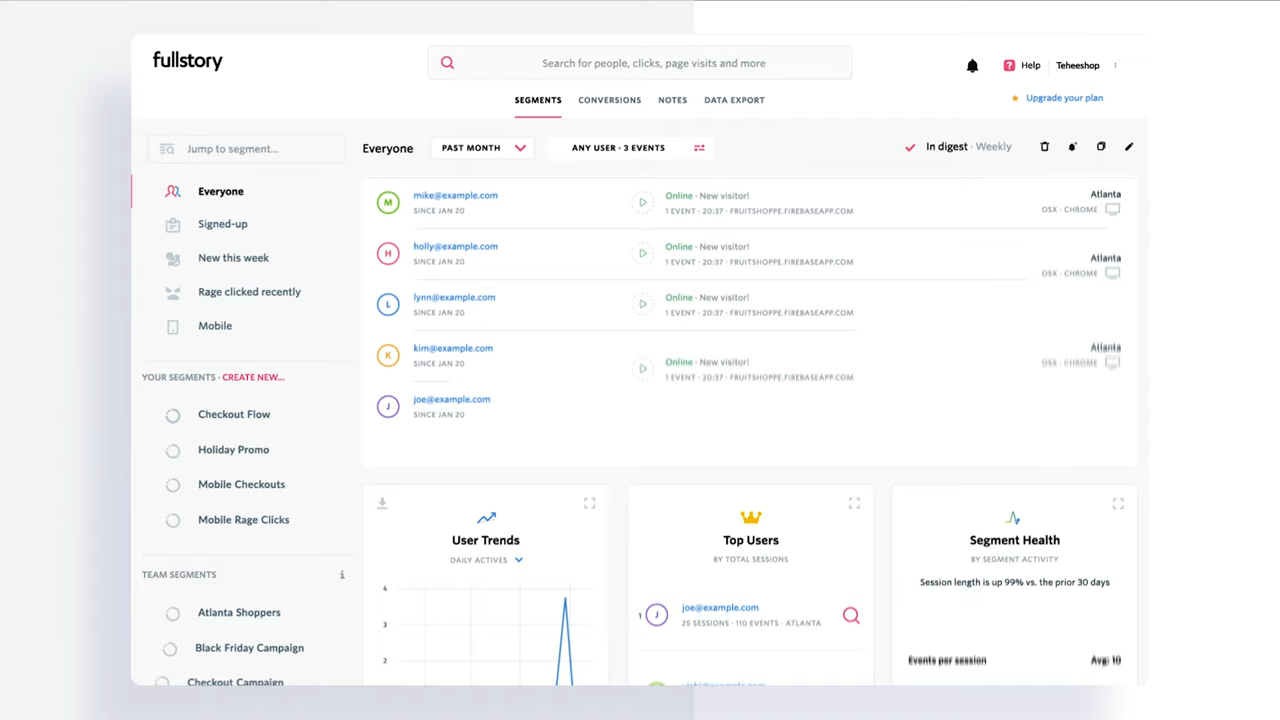 fullstory
Search for people, clicks, page visits and more
? Help
Teheeshop
SEGMENTS CONVERSIONS NOTES DATA EXPORT
Upgrade your plan
Jump to segment...
Everyone
Signed-up
New this week
Rage clicked recently
Mobile
YOUR SEGMENTS · CREATE NEW...
Checkout Flow
Holiday Promo
Mobile Checkouts
Mobile Rage Clicks
TEAM SEGMENTS i
Atlanta Shoppers
Black Friday Campaign
Checkout Campaign
Everyone PAST MONTH ANY USER · 3 EVENTS
In digest · Weekly
M mike@example.com
SINCE JAN 20
Online · New visitor!
1 EVENT · 20:37 · FRUITSHOPPE.FIREBASEAPP.COM
Atlanta
OSX · CHROME
H holly@example.com
SINCE JAN 20
Online · New visitor!
1 EVENT · 20:37 · FRUITSHOPPE.FIREBASEAPP.COM
Atlanta
OSX · CHROME
L lynn@example.com
SINCE JAN 20
Online · New visitor!
1 EVENT · 20:37 · FRUITSHOPPE.FIREBASEAPP.COM
K kim@example.com
SINCE JAN 20
Online · New visitor!
1 EVENT · 20:37 · FRUITSHOPPE.FIREBASEAPP.COM
Atlanta
OSX · CHROME
J joe@example.com
SINCE JAN 20
User Trends
DAILY ACTIVES
4
3
2
Top Users
BY TOTAL SESSIONS
1 J joe@example.com
25 SESSIONS · 110 EVENTS · ATLANTA
Segment Health
BY SEGMENT ACTIVITY
Session length is up 99% vs. the prior 30 days
Events per session Avg: 10